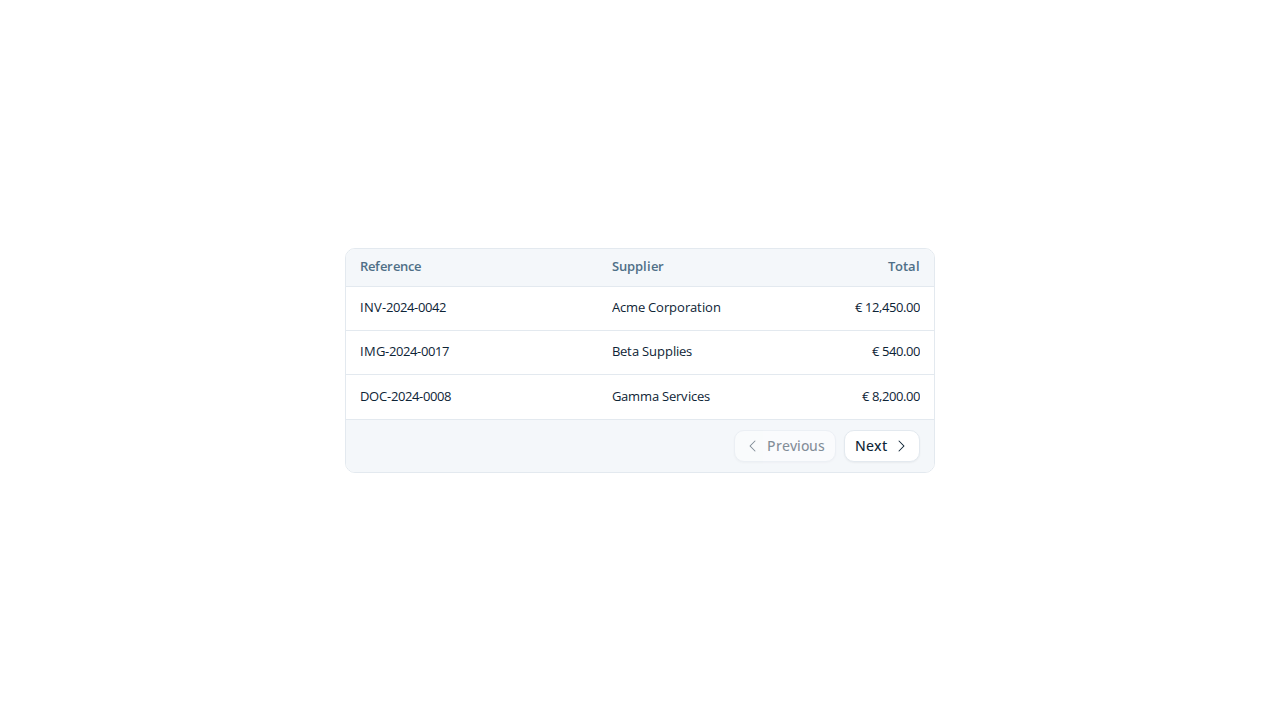 Reference Supplier Total
INV-2024-0042 Acme Corporation € 12,450.00
IMG-2024-0017 Beta Supplies € 540.00
DOC-2024-0008 Gamma Services € 8,200.00
Previous Next